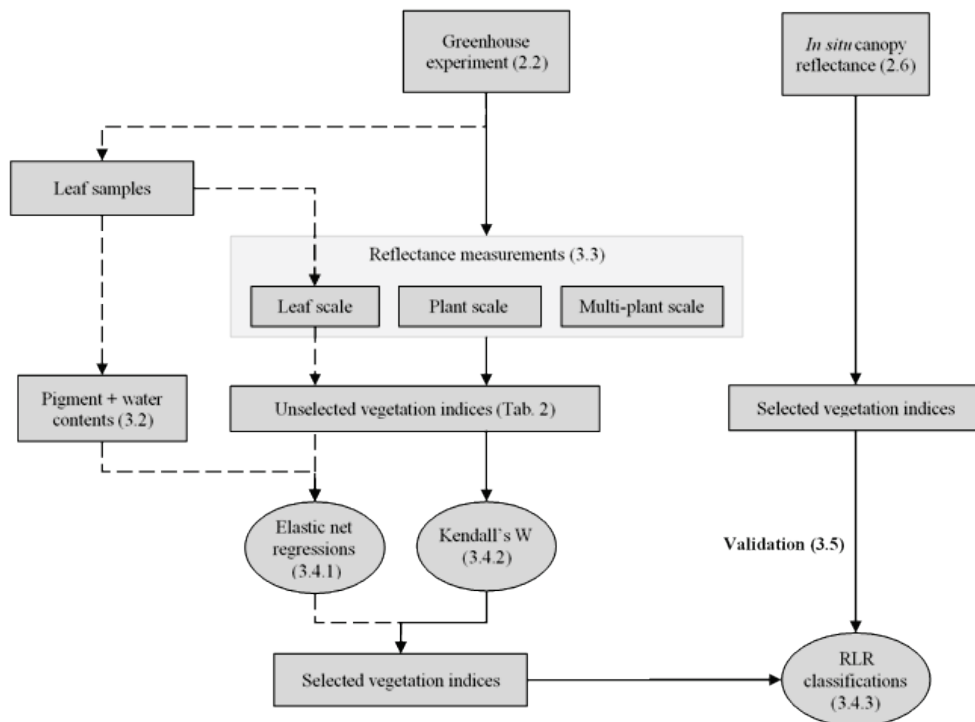 Greenhouse
experiment (2.2)
In situ canopy
reflectance (2.6)
Leaf samples
Reflectance measurements (3.3)
Leaf scale
Plant scale
Multi-plant scale
Pigment + water
contents (3.2)
Unselected vegetation indices (Tab. 2)
Selected vegetation indices
Elastic net
regressions
(3.4.1)
Kendall`s W
(3.4.2)
Validation (3.5)
Selected vegetation indices
RLR
classifications
(3.4.3)